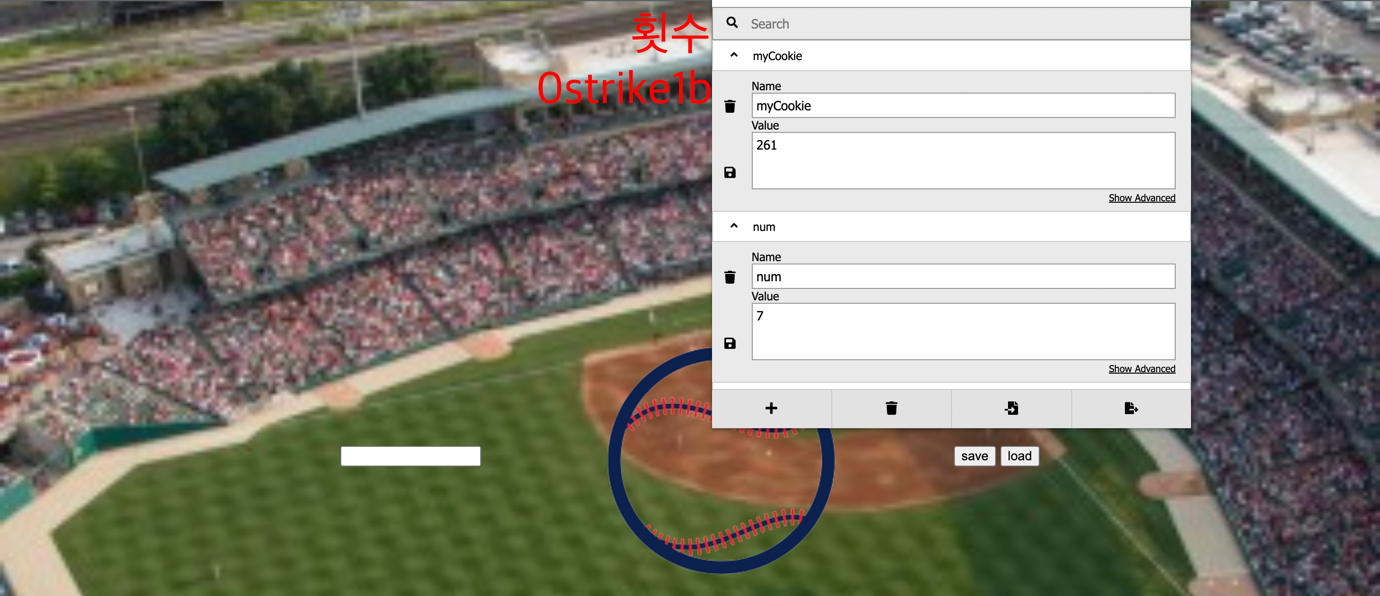 횟수
0strike1b
Search
myCookie
Name
myCookie
Value
261
Show Advanced
num
Name
num
Value
7
Show Advanced
save load